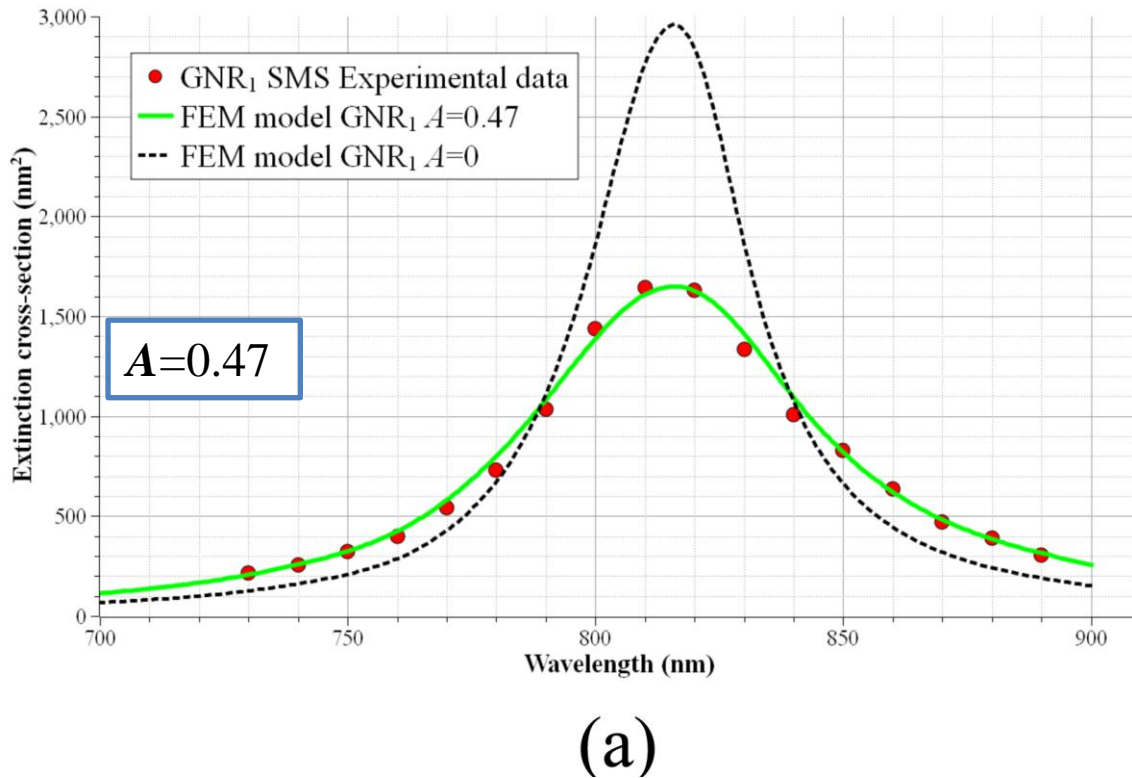 3,000
2,500
2,000
1,500
1,000
500
0
Extinction cross-section (nm²)
GNR₁ SMS Experimental data
FEM model GNR₁ A=0.47
FEM model GNR₁ A=0
A=0.47
700 750 800 850 900
Wavelength (nm)
(a)